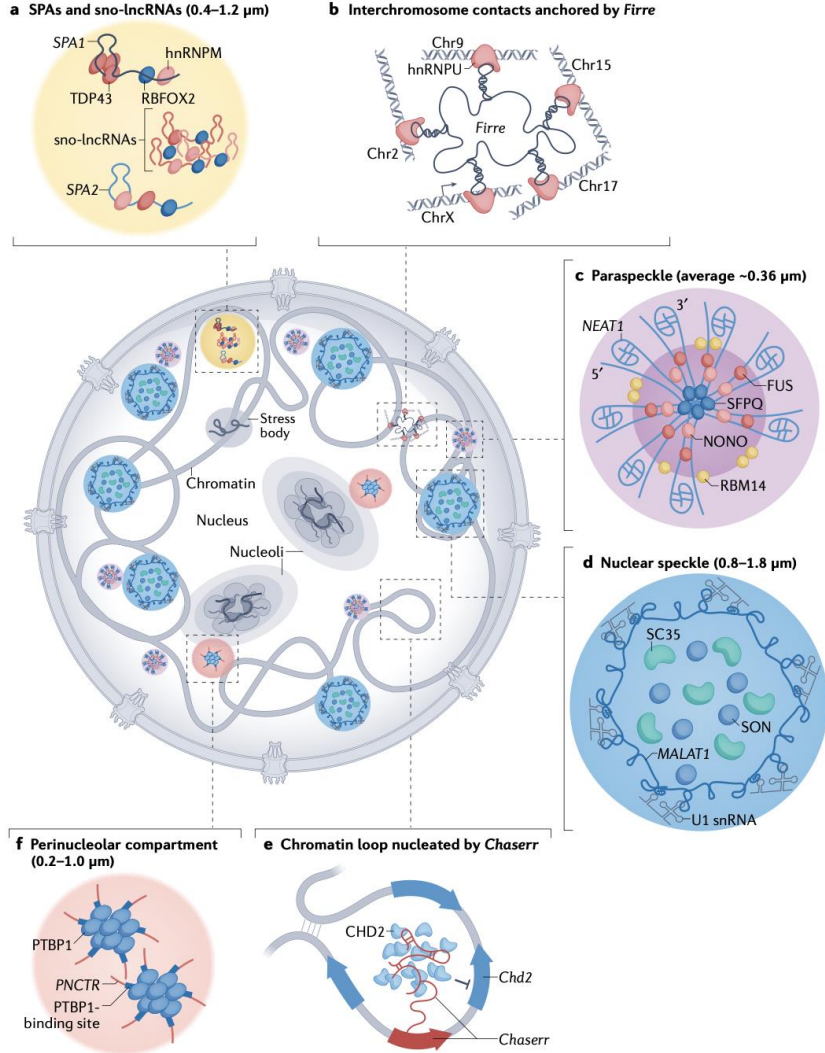 a SPAs and sno-lncRNAs (0.4–1.2 µm)
SPA1
hnRNPM
TDP43
RBFOX2
sno-lncRNAs
SPA2
b Interchromosome contacts anchored by Firre
Chr9
hnRNPU
Chr15
Firre
Chr2
Chr17
ChrX
c Paraspeckle (average ~0.36 µm)
3′
NEAT1
5′
FUS
SFPQ
NONO
RBM14
Stress
body
Chromatin
Nucleus
Nucleoli
d Nuclear speckle (0.8–1.8 µm)
SC35
SON
MALAT1
U1 snRNA
f Perinucleolar compartment
(0.2–1.0 µm)
PTBP1
PNCTR
PTBP1-
binding site
e Chromatin loop nucleated by Chaserr
CHD2
Chd2
Chaserr